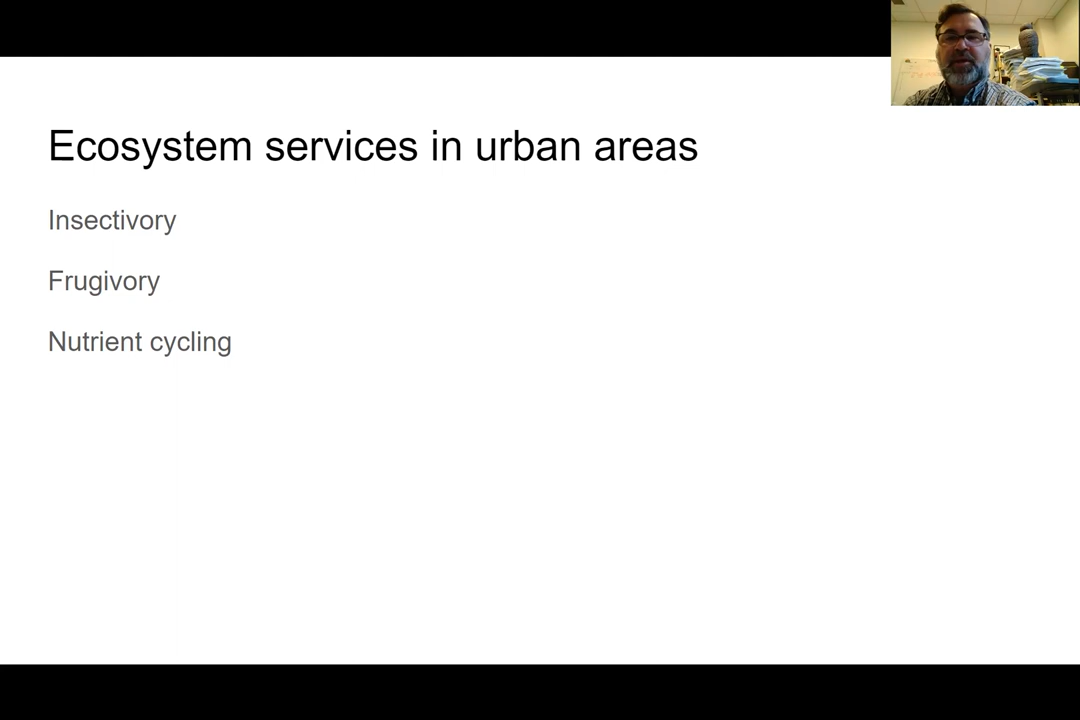 Ecosystem services in urban areas
Insectivory
Frugivory
Nutrient cycling